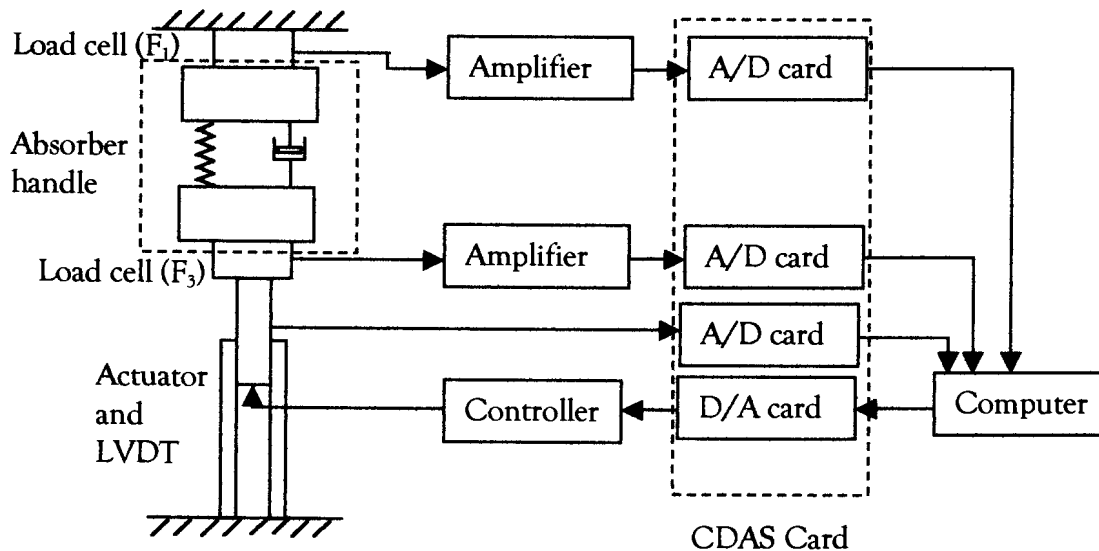 Load cell (F₁)
Amplifier
A/D card
Absorber
handle
Load cell (F₃)
Amplifier
A/D card
A/D card
Actuator
and
LVDT
Controller
D/A card
Computer
CDAS Card